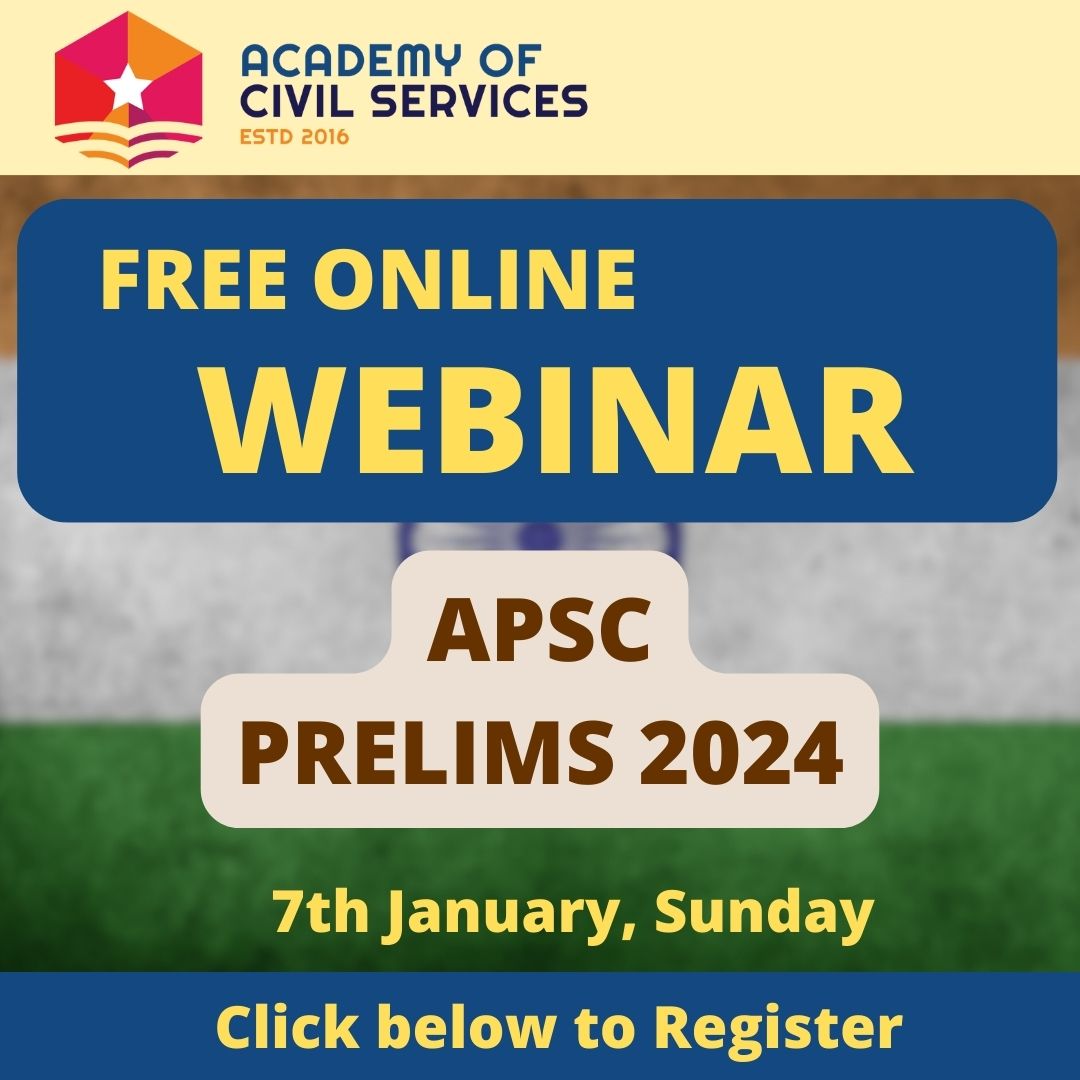 ACADEMY OF
CIVIL SERVICES
ESTD 2016
FREE ONLINE
WEBINAR
APSC
PRELIMS 2024
7th January, Sunday
Click below to Register